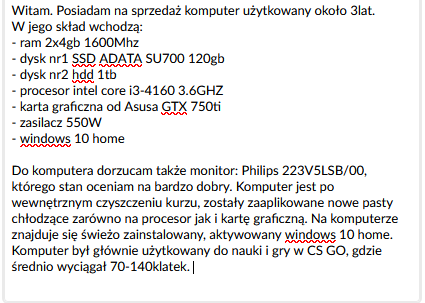 Witam. Posiadam na sprzedaż komputer użytkowany około 3lat.
W jego skład wchodzą:
- ram 2x4gb 1600Mhz
- dysk nr1 SSD ADATA SU700 120gb
- dysk nr2 hdd 1tb
- procesor intel core i3-4160 3.6GHZ
- karta graficzna od Asusa GTX 750ti
- zasilacz 550W
- windows 10 home
Do komputera dorzucam także monitor: Philips 223V5LSB/00,
którego stan oceniam na bardzo dobry. Komputer jest po
wewnętrznym czyszczeniu kurzu, zostały zaaplikowane nowe pasty
chłodzące zarówno na procesor jak i kartę graficzną. Na komputerze
znajduje się świeżo zainstalowany, aktywowany windows 10 home.
Komputer był głównie użytkowany do nauki i gry w CS GO, gdzie
średnio wyciągał 70-140klatek.